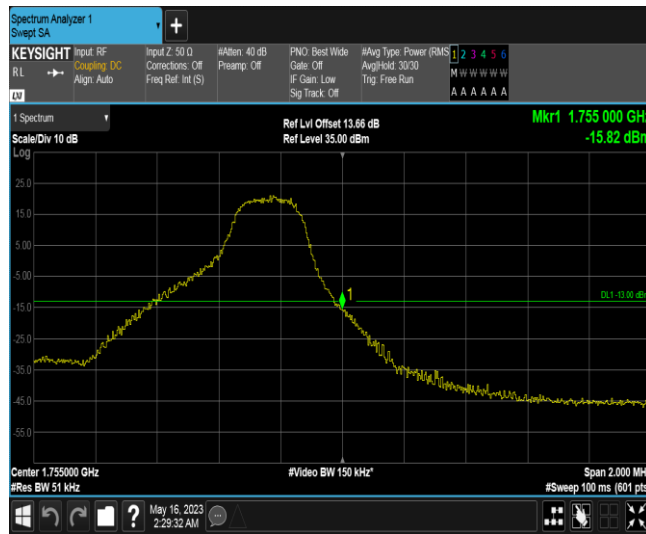 Spectrum Analyzer 1
Swept SA
+
KEYSIGHT
RL
LXI
Input: RF
Coupling: DC
Align: Auto
Input Z: 50 Ω
Corrections: Off
Freq Ref: Int (S)
#Atten: 40 dB
Preamp: Off
PNO: Best Wide
Gate: Off
IF Gain: Low
Sig Track: Off
#Avg Type: Power (RMS
Avg|Hold: 30/30
Trig: Free Run
1 2 3 4 5 6
M W W W W W
A A A A A A
1 Spectrum
Scale/Div 10 dB
Log
Ref Lvl Offset 13.66 dB
Ref Level 35.00 dBm
Mkr1 1.755 000 GHz
-15.82 dBm
25.0
15.0
5.00
-5.00
-15.0
-25.0
-35.0
-45.0
-55.0
1
DL1 -13.00 dBm
Center 1.755000 GHz
#Res BW 51 kHz
#Video BW 150 kHz*
Span 2.000 MH
#Sweep 100 ms (601 pts
?
May 16, 2023
2:29:32 AM